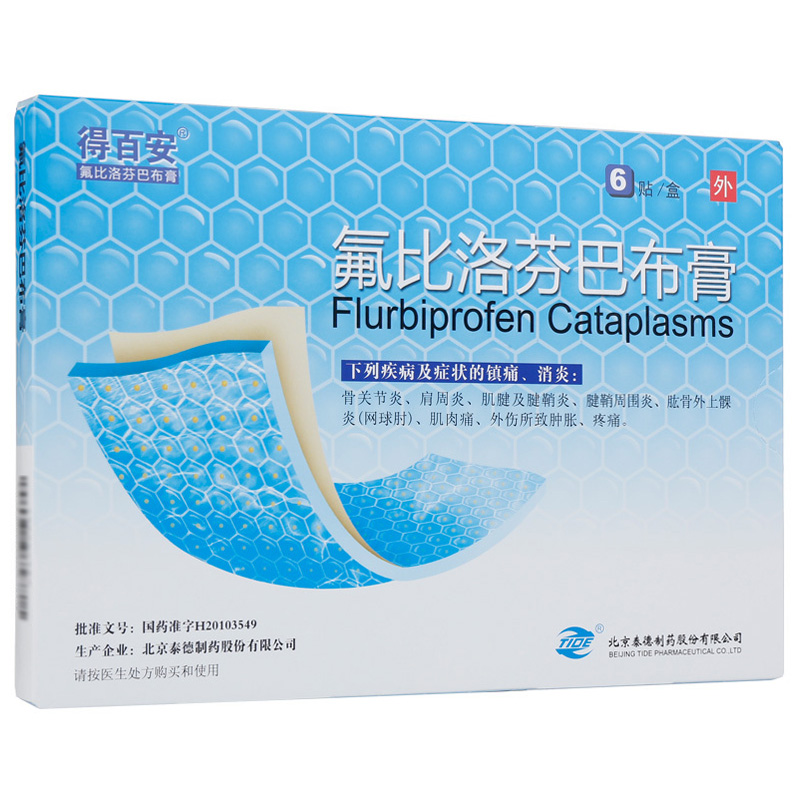 得百安®
氟比洛芬巴布膏
6贴/盒
外
氟比洛芬巴布膏
氟比洛芬巴布膏
Flurbiprofen Cataplasms
下列疾病及症状的镇痛、消炎：
骨关节炎、肩周炎、肌腱及腱鞘炎、腱鞘周围炎、肱骨外上髁
炎(网球肘)、肌肉痛、外伤所致肿胀、疼痛。
批准文号：国药准字H20103549
生产企业：北京泰德制药股份有限公司
请按医生处方购买和使用
TIDE®
北京泰德制药股份有限公司
BEIJING TIDE PHARMACEUTICAL CO.,LTD